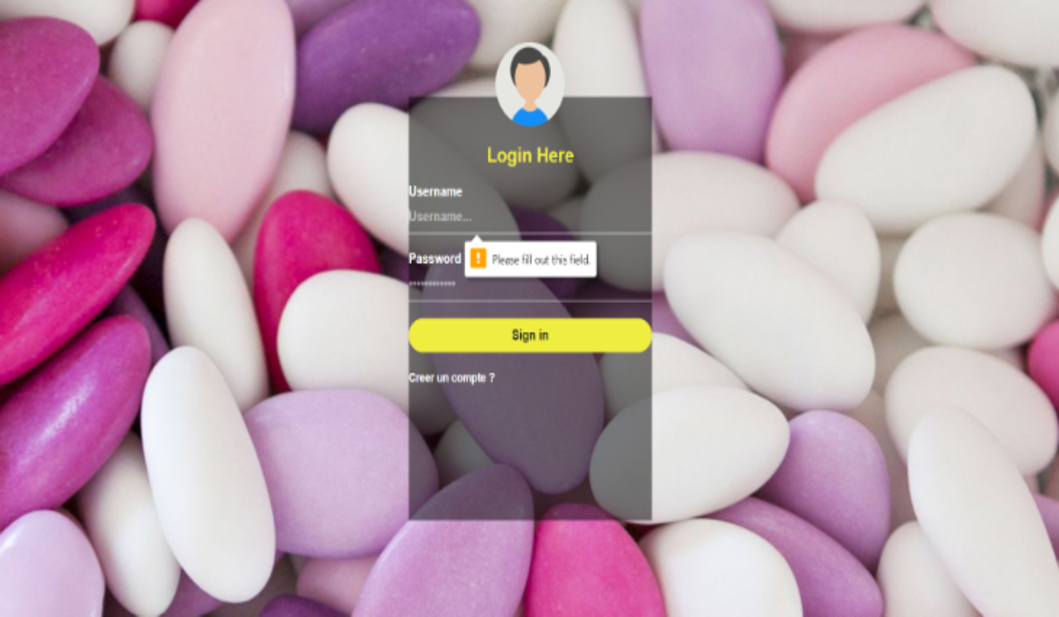 Login Here
Username
Username...
Password
Please fill out this field.
Sign in
Creer un compte ?